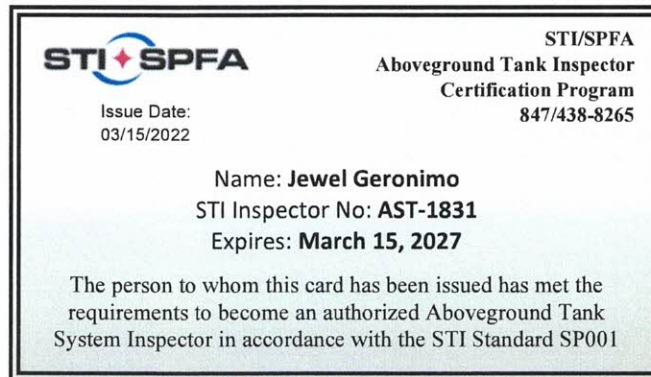 STI SPFA
STI/SPFA
Aboveground Tank Inspector
Certification Program
847/438-8265
Issue Date:
03/15/2022
Name: Jewel Geronimo
STI Inspector No: AST-1831
Expires: March 15, 2027
The person to whom this card has been issued has met the
requirements to become an authorized Aboveground Tank
System Inspector in accordance with the STI Standard SP001